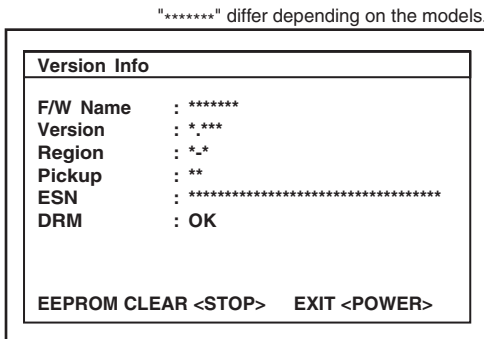 "*******" differ depending on the models.
Version Info
F/W Name : *******
Version : *.***
Region : *-*
Pickup : **
ESN : ***********************************
DRM : OK
EEPROM CLEAR <STOP> EXIT <POWER>